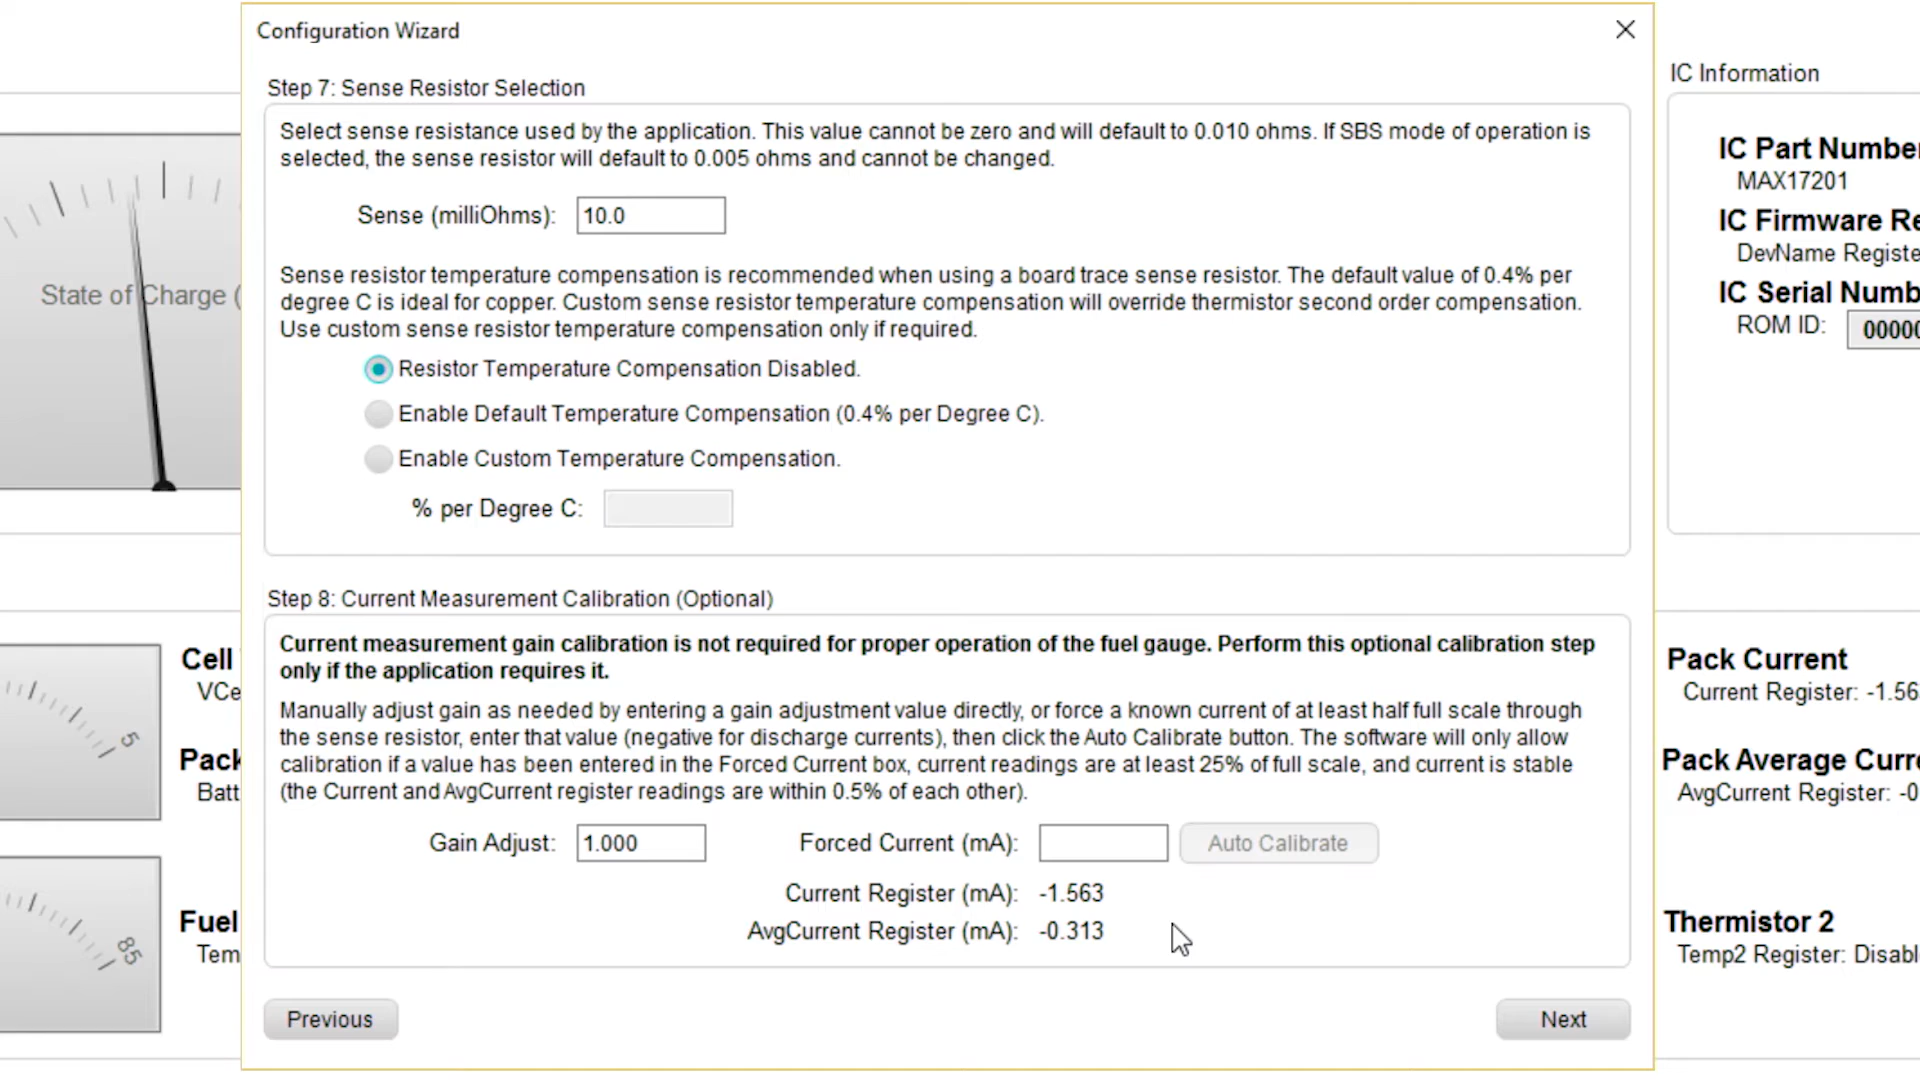 Configuration Wizard
Step 7: Sense Resistor Selection
Select sense resistance used by the application. This value cannot be zero and will default to 0.010 ohms. If SBS mode of operation is
selected, the sense resistor will default to 0.005 ohms and cannot be changed.
Sense (milliOhms): 10.0
Sense resistor temperature compensation is recommended when using a board trace sense resistor. The default value of 0.4% per
degree C is ideal for copper. Custom sense resistor temperature compensation will override thermistor second order compensation.
Use custom sense resistor temperature compensation only if required.
Resistor Temperature Compensation Disabled.
Enable Default Temperature Compensation (0.4% per Degree C).
Enable Custom Temperature Compensation.
% per Degree C:
Step 8: Current Measurement Calibration (Optional)
Current measurement gain calibration is not required for proper operation of the fuel gauge. Perform this optional calibration step
only if the application requires it.
Manually adjust gain as needed by entering a gain adjustment value directly, or force a known current of at least half full scale through
the sense resistor, enter that value (negative for discharge currents), then click the Auto Calibrate button. The software will only allow
calibration if a value has been entered in the Forced Current box, current readings are at least 25% of full scale, and current is stable
(the Current and AvgCurrent register readings are within 0.5% of each other).
Gain Adjust: 1.000 Forced Current (mA): Auto Calibrate
Current Register (mA): -1.563
AvgCurrent Register (mA): -0.313
Previous Next
State of Charge (
5
85
Cell
VCe
Pack
Batt
Fuel
Tem
IC Information
IC Part Number
MAX17201
IC Firmware Re
DevName Registe
IC Serial Numb
ROM ID: 00000
Pack Current
Current Register: -1.56
Pack Average Curre
AvgCurrent Register: -0
Thermistor 2
Temp2 Register: Disabl